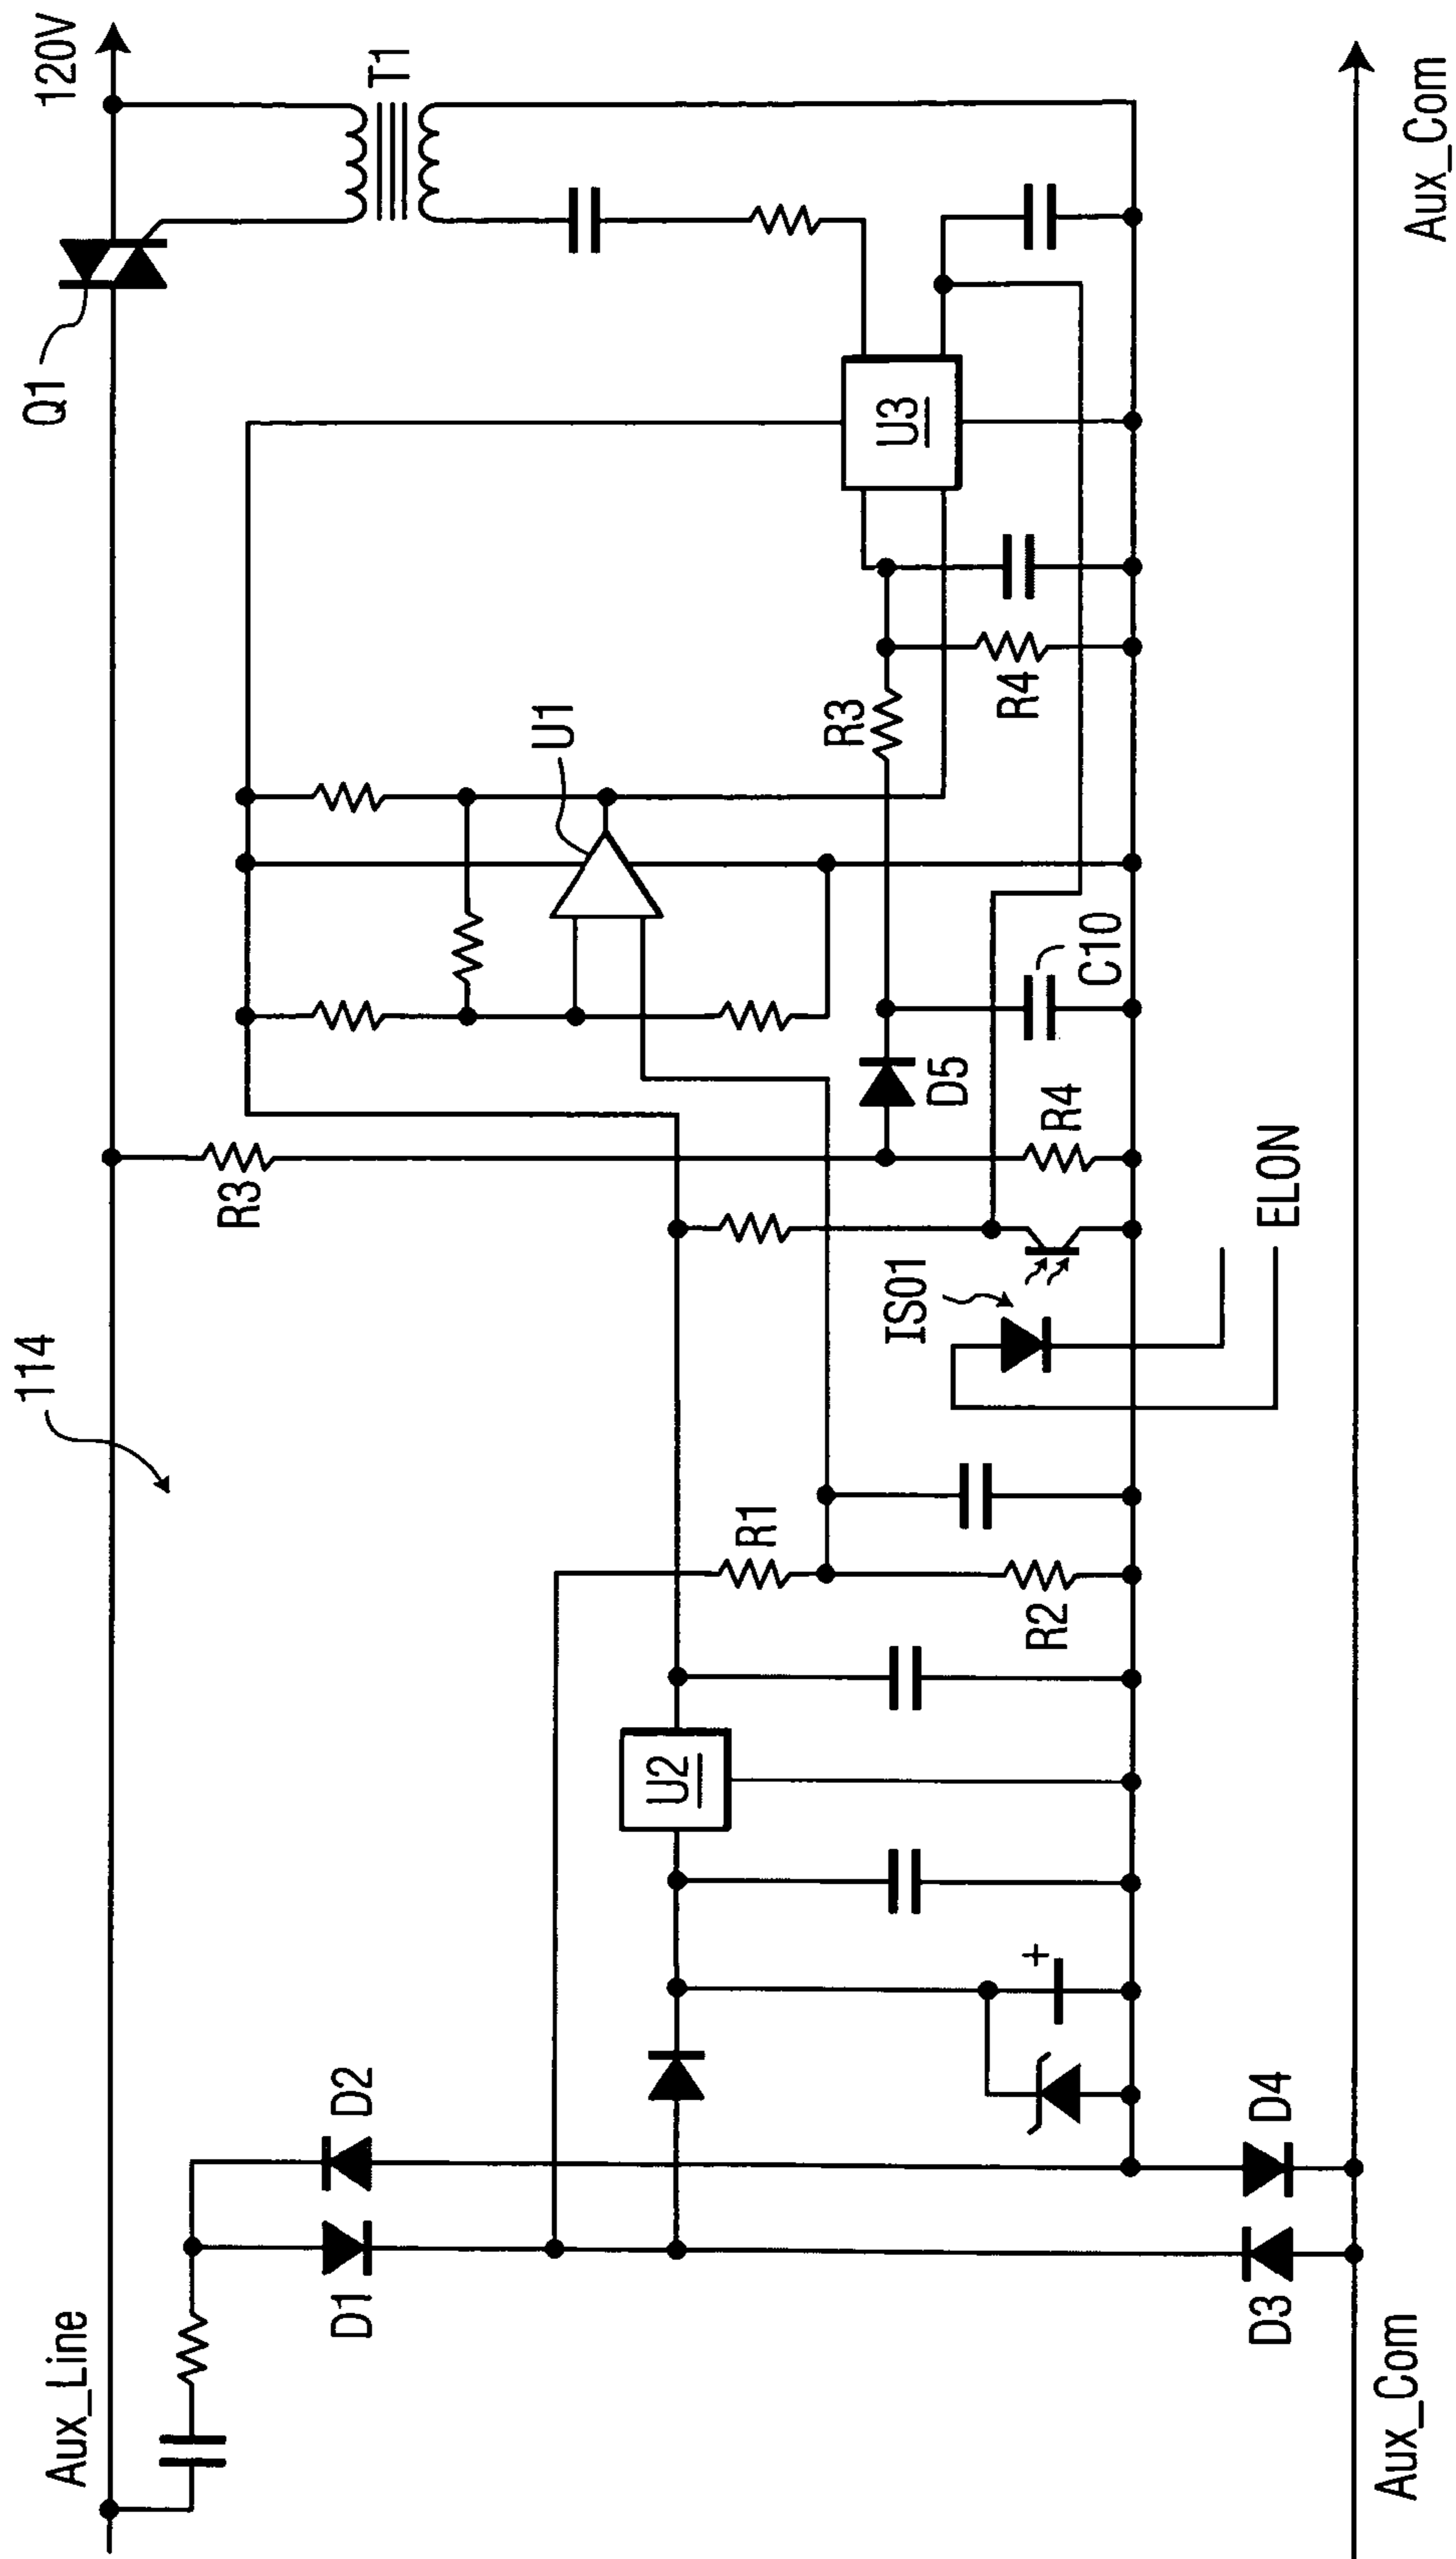 Aux_Line
114
Q1
120V
D1
D2
R3
T1
U1
U2
R1
U3
ISO1
D5
R3
R2
R4
C10
R4
+
ELON
D3
D4
Aux_Com
Aux_Com